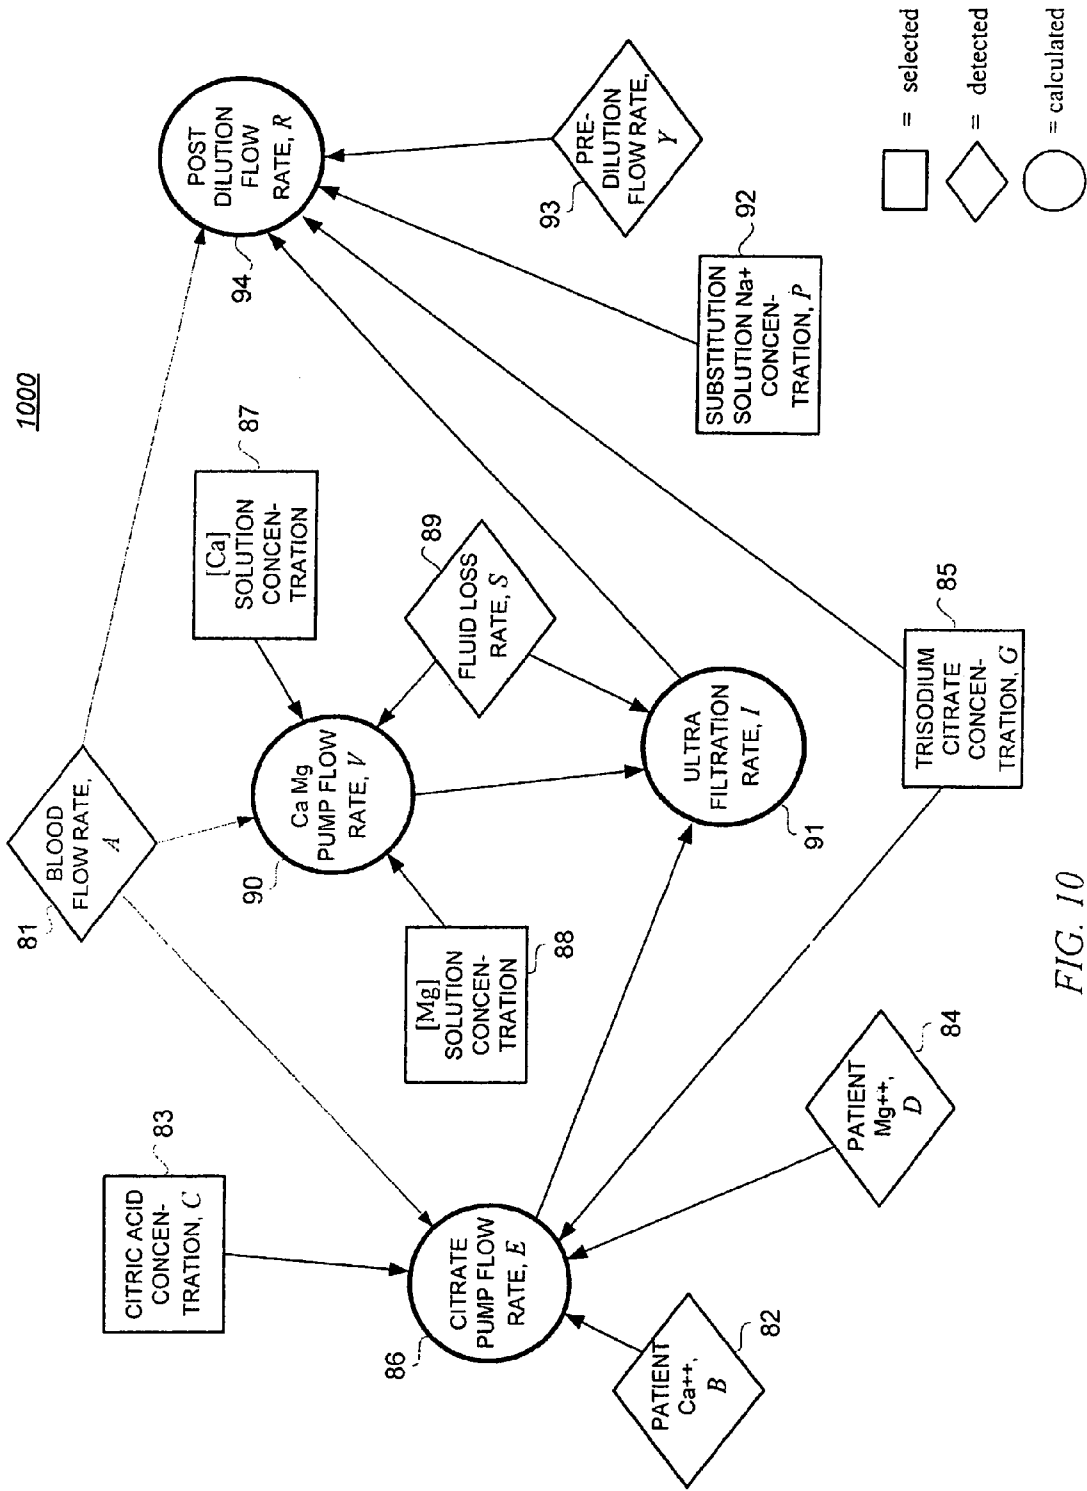 1000
81
BLOOD
FLOW RATE,
A
83
CITRIC ACID
CONCEN-
TRATION, C
87
[Ca]
SOLUTION
CONCEN-
TRATION
94
POST
DILUTION
FLOW
RATE, R
90
Ca Mg
PUMP FLOW
RATE, V
88
[Mg]
SOLUTION
CONCEN-
TRATION
89
FLUID LOSS
RATE, S
86
CITRATE
PUMP FLOW
RATE, E
93
PRE-
DILUTION
FLOW RATE,
Y
92
SUBSTITUTION
SOLUTION Na+
CONCEN-
TRATION, P
91
ULTRA
FILTRATION
RATE, I
82
PATIENT
Ca++,
B
84
PATIENT
Mg++,
D
85
TRISODIUM
CITRATE
CONCEN-
TRATION, G
= selected
= detected
= calculated
FIG. 10